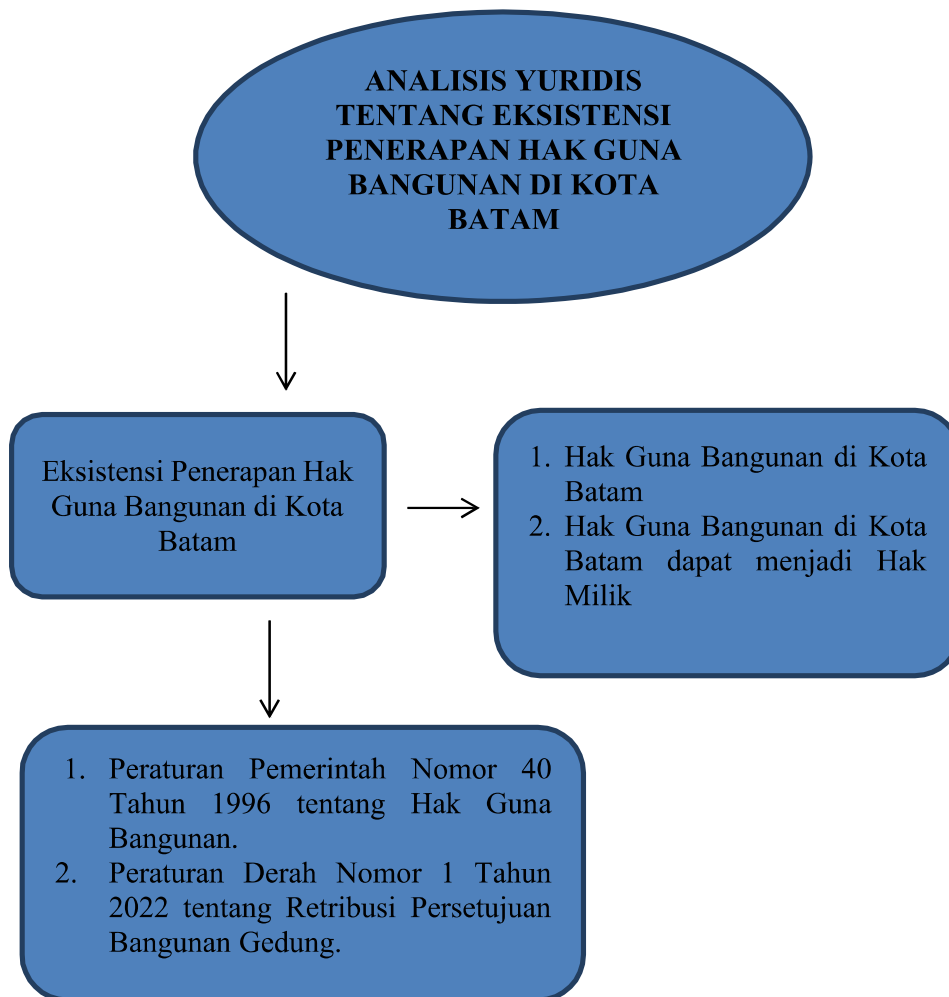 ANALISIS YURIDIS
TENTANG EKSISTENSI
PENERAPAN HAK GUNA
BANGUNAN DI KOTA
BATAM
Eksistensi Penerapan Hak
Guna Bangunan di Kota
Batam
1. Hak Guna Bangunan di Kota
Batam
2. Hak Guna Bangunan di Kota
Batam dapat menjadi Hak
Milik
1. Peraturan Pemerintah Nomor 40
Tahun 1996 tentang Hak Guna
Bangunan.
2. Peraturan Derah Nomor 1 Tahun
2022 tentang Retribusi Persetujuan
Bangunan Gedung.